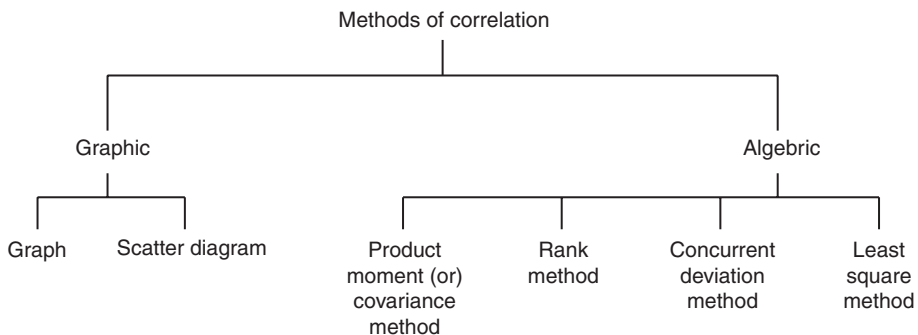 Methods of correlation
Graphic
Algebric
Graph
Scatter diagram
Product
moment (or)
covariance
method
Rank
method
Concurrent
deviation
method
Least
square
method